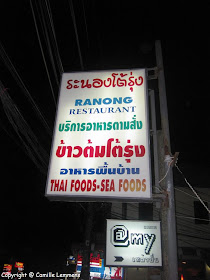 ระนองโต้รุ่ง
RANONG
RESTAURANT
บริการอาหารตามสั่ง
ข้าวต้มโต้รุ่ง
อาหารพื้นบ้าน
THAI FOODS·SEA FOODS
@my
Copyright © Camille Lemmens